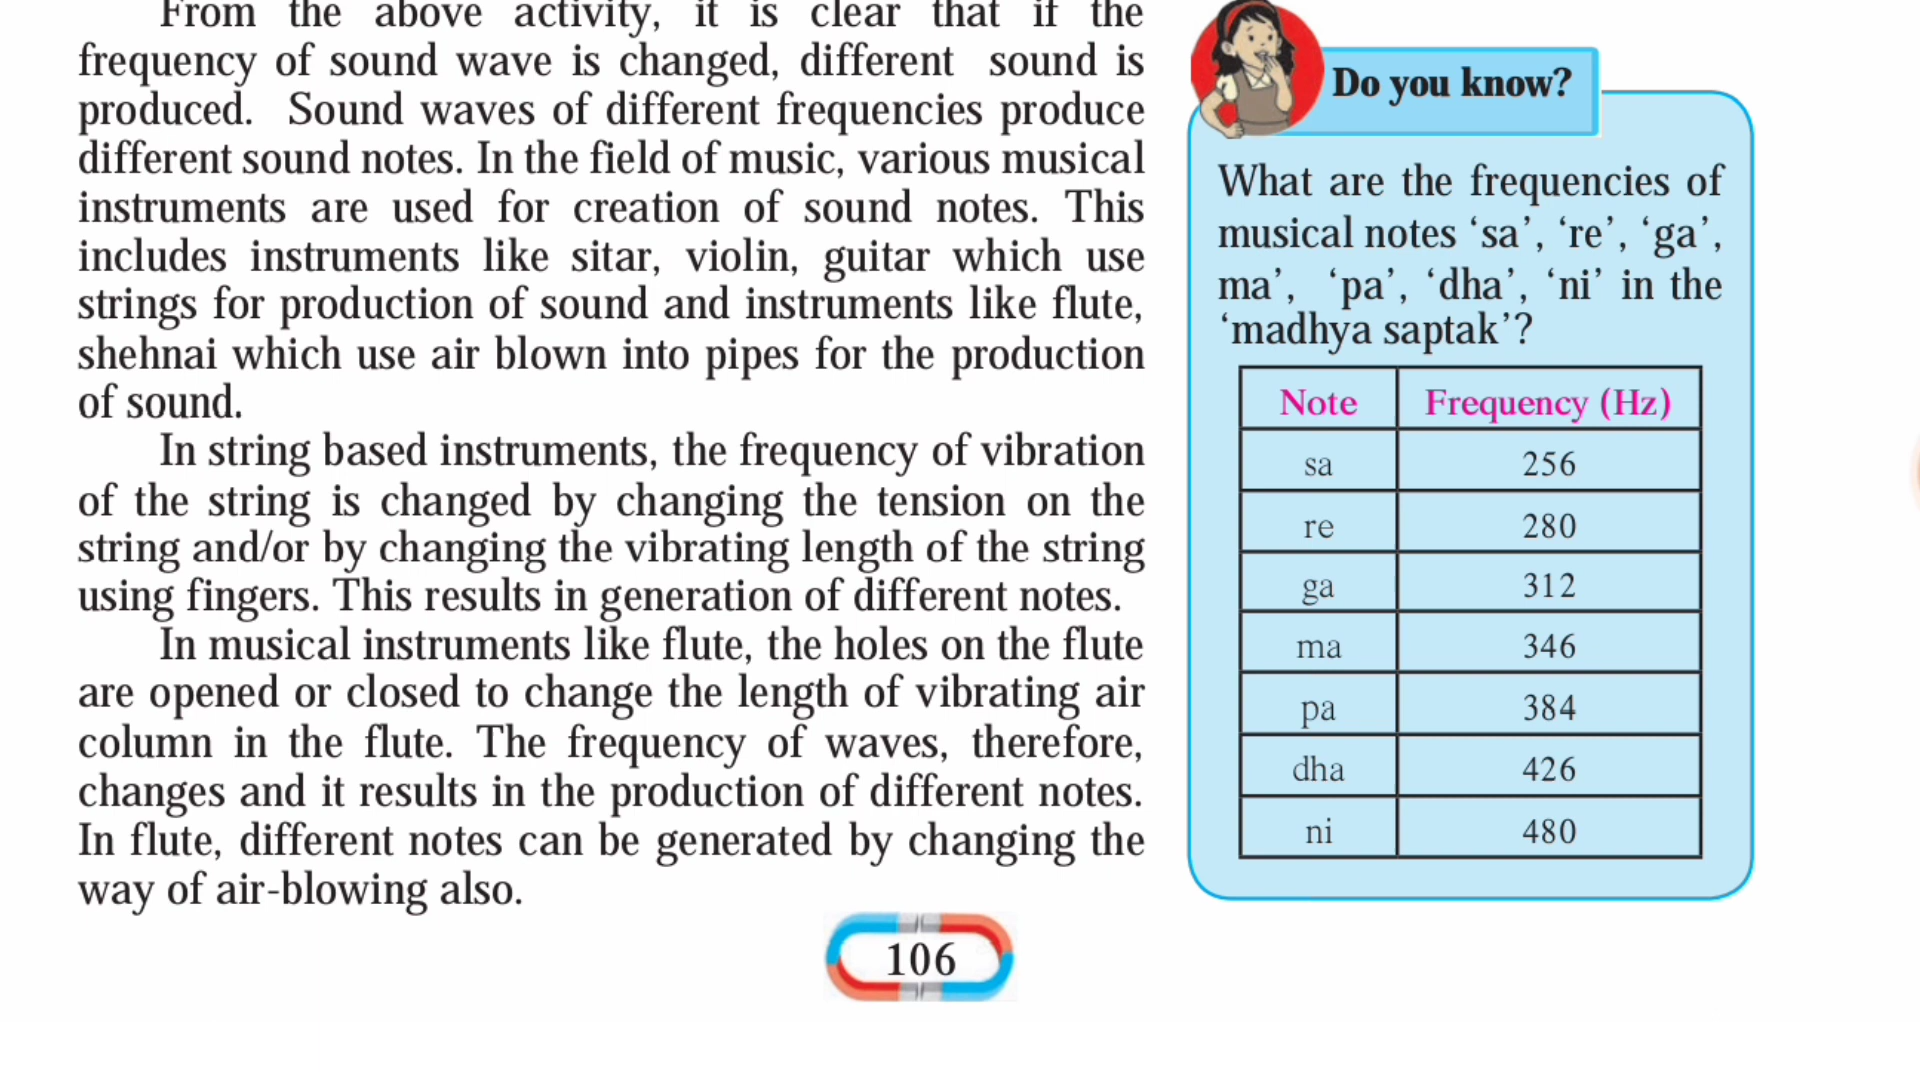 From the above activity, it is clear that if the
frequency of sound wave is changed, different sound is
produced. Sound waves of different frequencies produce
different sound notes. In the field of music, various musical
instruments are used for creation of sound notes. This
includes instruments like sitar, violin, guitar which use
strings for production of sound and instruments like flute,
shehnai which use air blown into pipes for the production
of sound.
In string based instruments, the frequency of vibration
of the string is changed by changing the tension on the
string and/or by changing the vibrating length of the string
using fingers. This results in generation of different notes.
In musical instruments like flute, the holes on the flute
are opened or closed to change the length of vibrating air
column in the flute. The frequency of waves, therefore,
changes and it results in the production of different notes.
In flute, different notes can be generated by changing the
way of air-blowing also.
Do you know?
What are the frequencies of
musical notes ‘sa’, ‘re’, ‘ga’,
ma’, ‘pa’, ‘dha’, ‘ni’ in the
‘madhya saptak’?
Note Frequency (Hz)
sa 256
re 280
ga 312
ma 346
pa 384
dha 426
ni 480
106